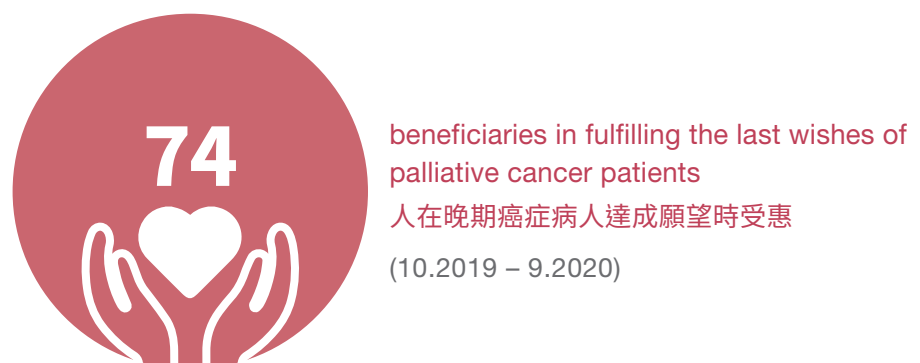 74
beneficiaries in fulfilling the last wishes of
palliative cancer patients
人在晚期癌症病人達成願望時受惠
(10.2019 – 9.2020)